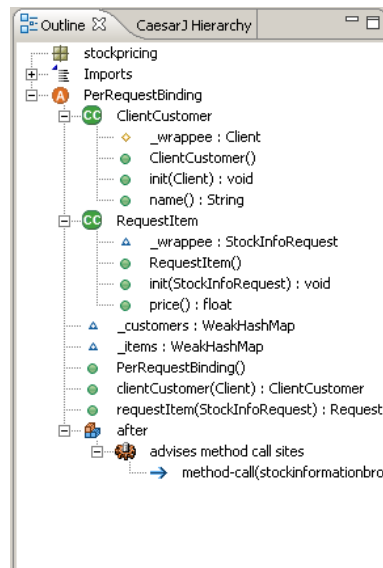 Outline CaesarJ Hierarchy
stockpricing
Imports
A PerRequestBinding
CC ClientCustomer
_wrappee : Client
ClientCustomer()
init(Client) : void
name() : String
CC RequestItem
_wrappee : StockInfoRequest
RequestItem()
init(StockInfoRequest) : void
price() : float
_customers : WeakHashMap
_items : WeakHashMap
PerRequestBinding()
clientCustomer(Client) : ClientCustomer
requestItem(StockInfoRequest) : Request
after
advises method call sites
method-call(stockinformationbro